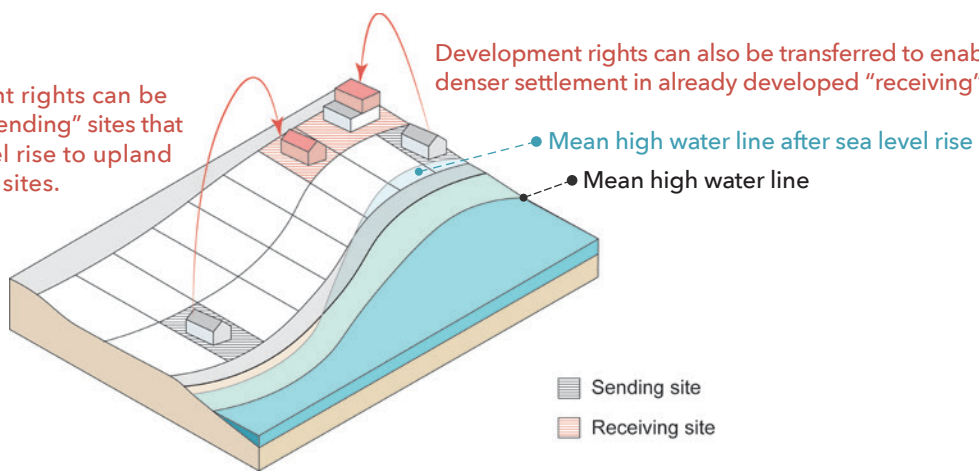 Development rights can also be transferred to enab
denser settlement in already developed “receiving”
nt rights can be
ending” sites that
el rise to upland
sites.
Mean high water line after sea level rise
Mean high water line
Sending site
Receiving site